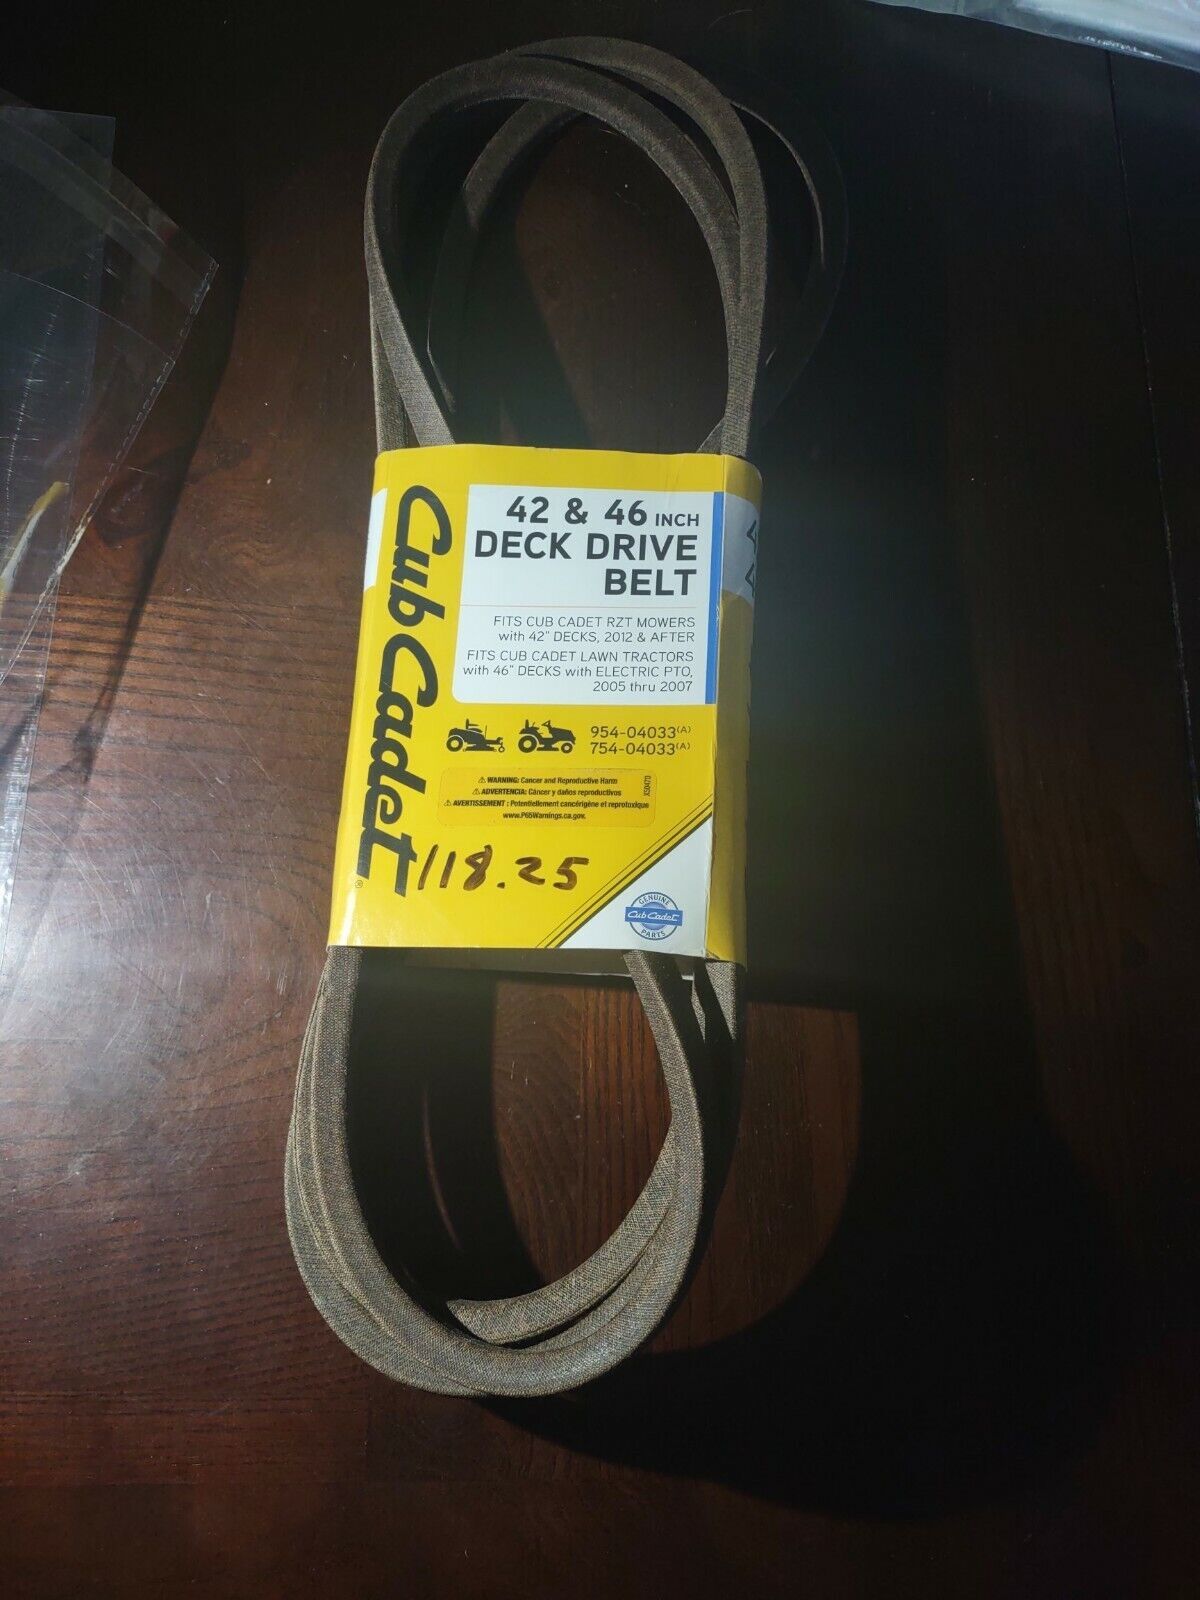 Cub Cadet®
42 & 46 INCH
DECK DRIVE
BELT
FITS CUB CADET RZT MOWERS
with 42" DECKS, 2012 & AFTER
FITS CUB CADET LAWN TRACTORS
with 46" DECKS with ELECTRIC PTO,
2005 thru 2007
954-04033(A)
754-04033(A)
⚠ WARNING: Cancer and Reproductive Harm
⚠ ADVERTENCIA: Cáncer y daños reproductivos
⚠ AVERTISSEMENT : Potentiellement cancérigène et reprotoxique
www.P65Warnings.ca.gov.
XS0470
118.25
GENUINE
Cub Cadet
PARTS
4
4